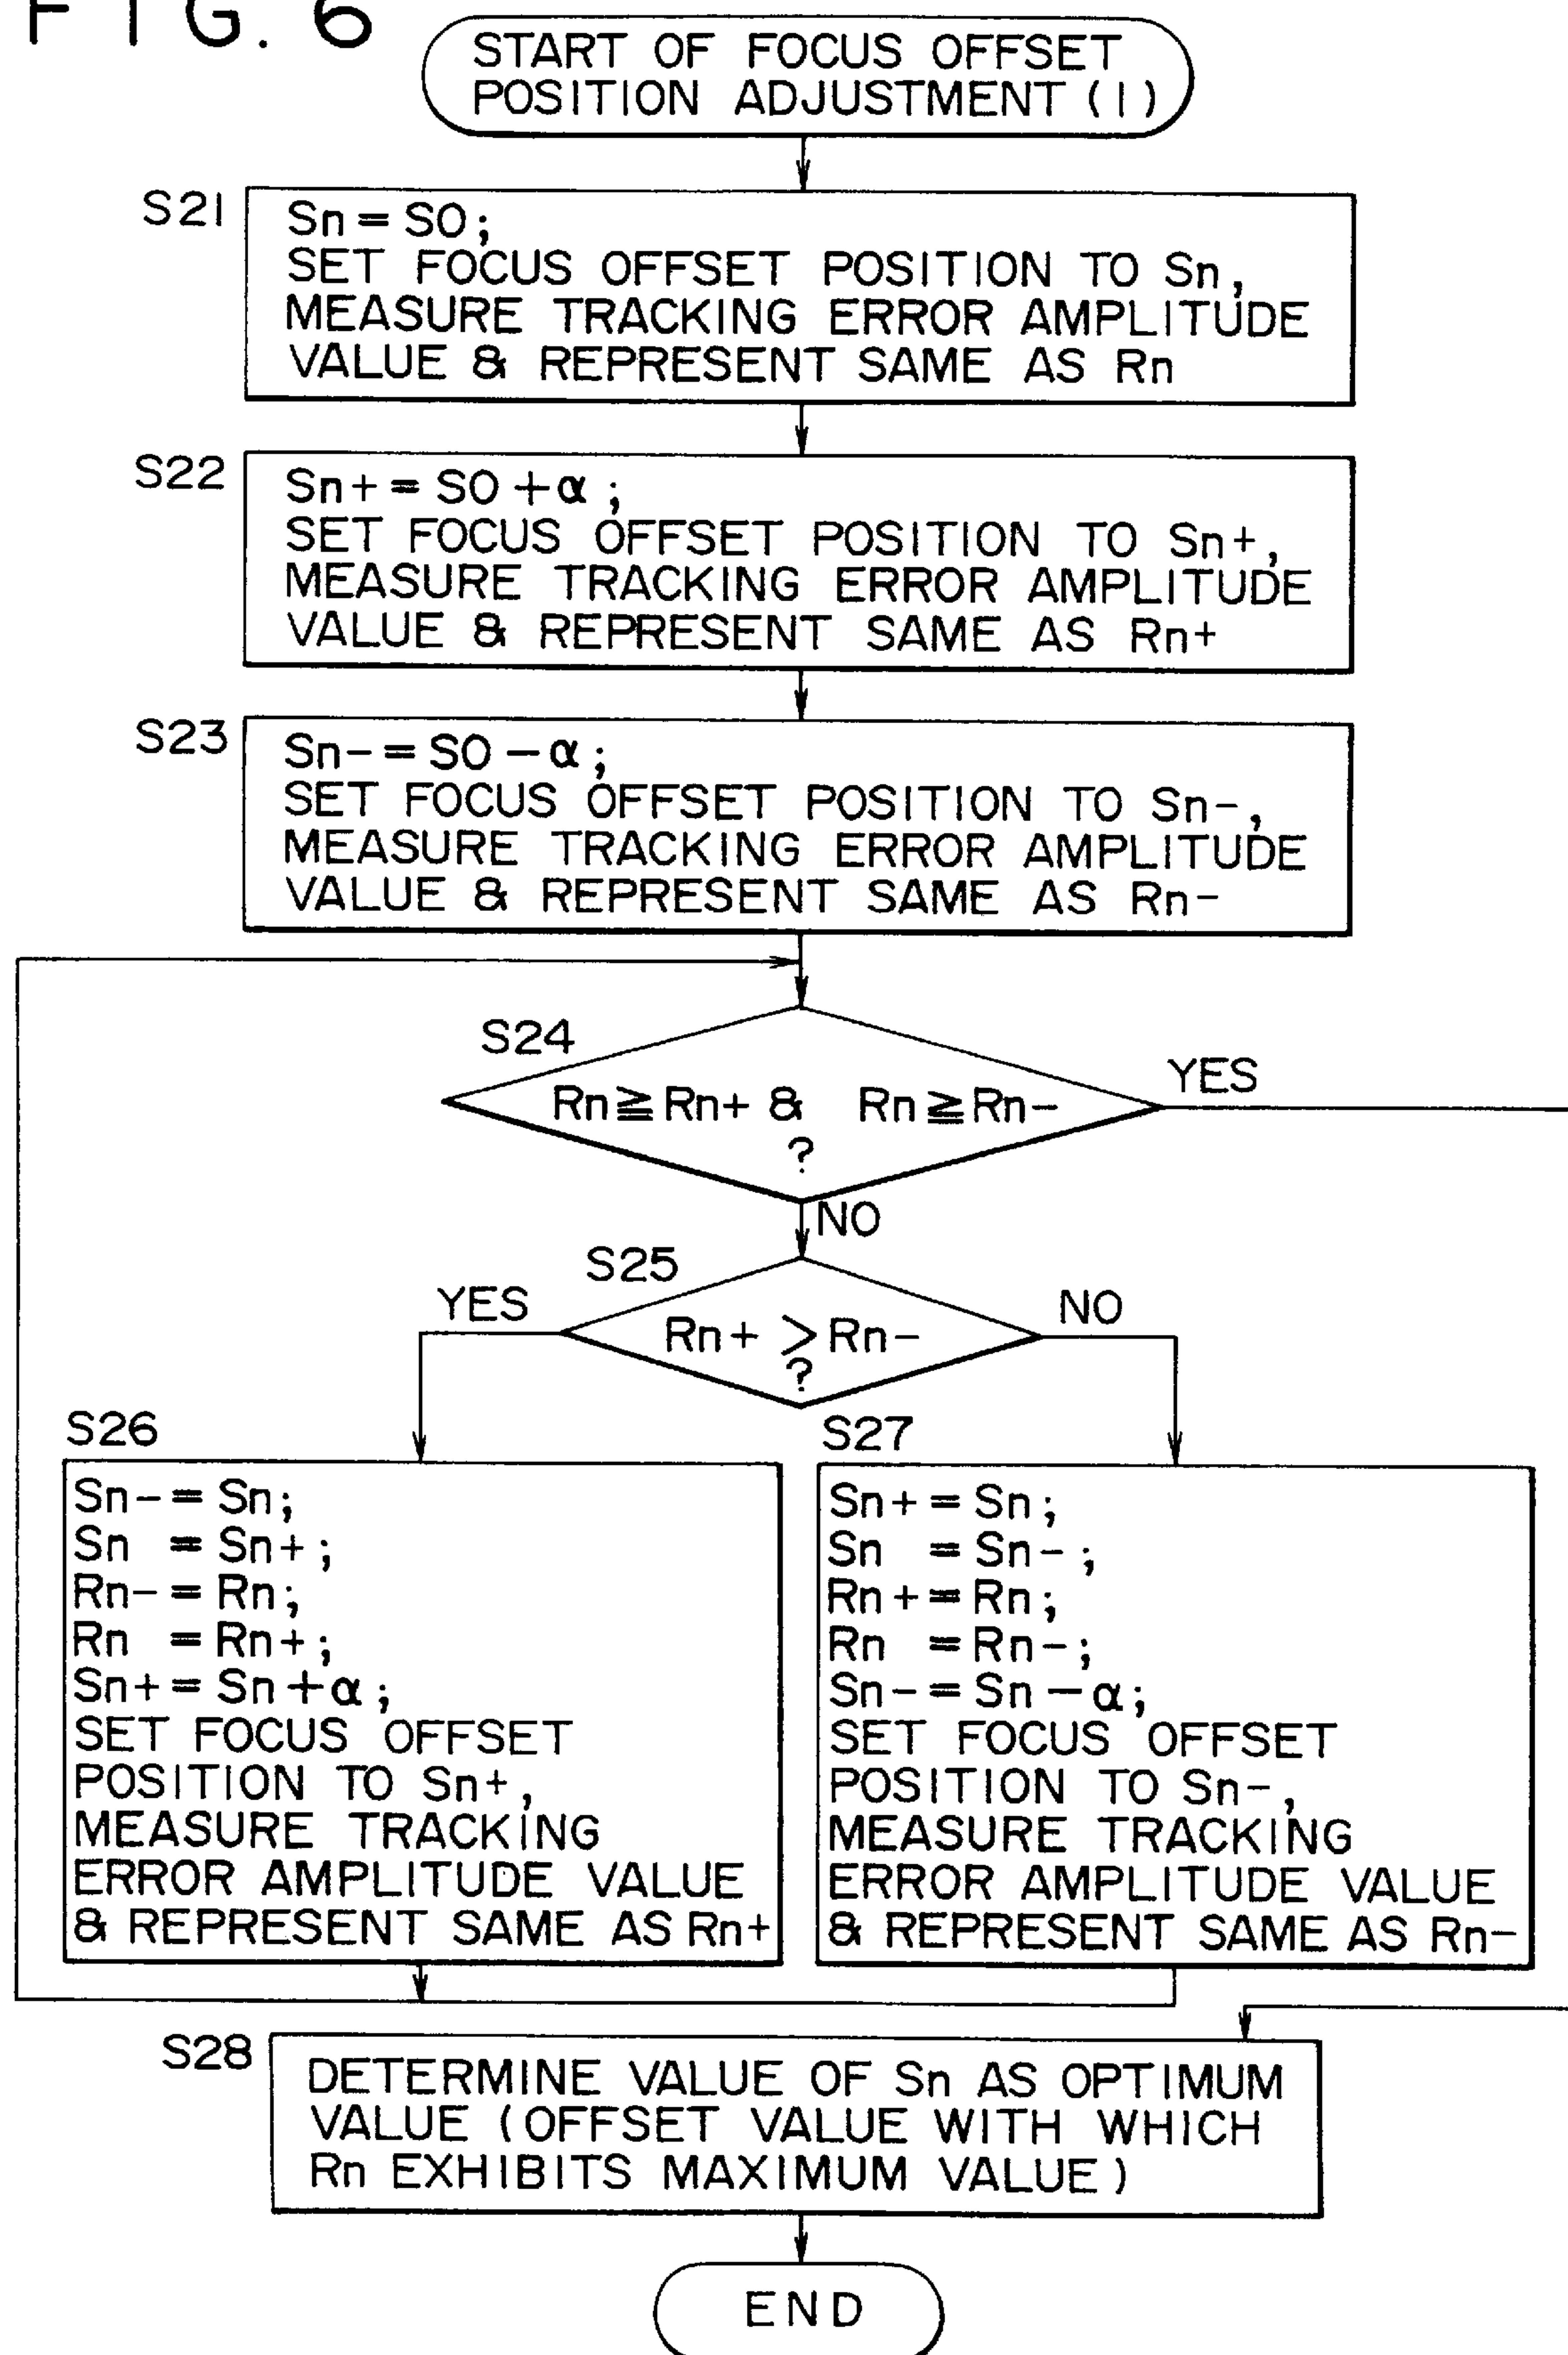 FIG. 6
START OF FOCUS OFFSET
POSITION ADJUSTMENT (1)
S21
Sn = S0;
SET FOCUS OFFSET POSITION TO Sn,
MEASURE TRACKING ERROR AMPLITUDE
VALUE & REPRESENT SAME AS Rn
S22
Sn+ = S0 + α;
SET FOCUS OFFSET POSITION TO Sn+,
MEASURE TRACKING ERROR AMPLITUDE
VALUE & REPRESENT SAME AS Rn+
S23
Sn- = S0 - α;
SET FOCUS OFFSET POSITION TO Sn-,
MEASURE TRACKING ERROR AMPLITUDE
VALUE & REPRESENT SAME AS Rn-
S24
YES
Rn ≧ Rn+ & Rn ≧ Rn-
?
NO
S25
YES
NO
Rn+ > Rn-
?
S26
Sn- = Sn;
Sn = Sn+;
Rn- = Rn;
Rn = Rn+;
Sn+ = Sn + α;
SET FOCUS OFFSET
POSITION TO Sn+,
MEASURE TRACKING
ERROR AMPLITUDE VALUE
& REPRESENT SAME AS Rn+
S27
Sn+ = Sn;
Sn = Sn-;
Rn+ = Rn;
Rn = Rn-;
Sn- = Sn - α;
SET FOCUS OFFSET
POSITION TO Sn-,
MEASURE TRACKING
ERROR AMPLITUDE VALUE
& REPRESENT SAME AS Rn-
S28
DETERMINE VALUE OF Sn AS OPTIMUM
VALUE (OFFSET VALUE WITH WHICH
Rn EXHIBITS MAXIMUM VALUE)
END